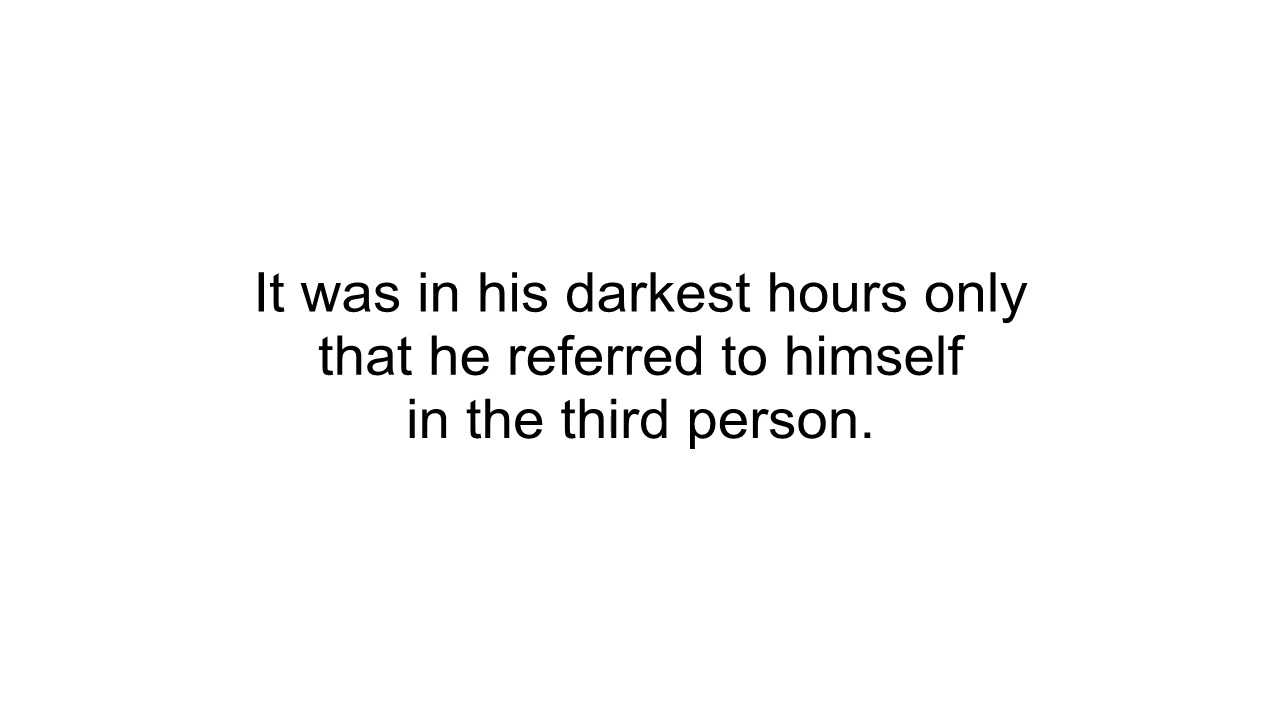 It was in his darkest hours only
that he referred to himself
in the third person.